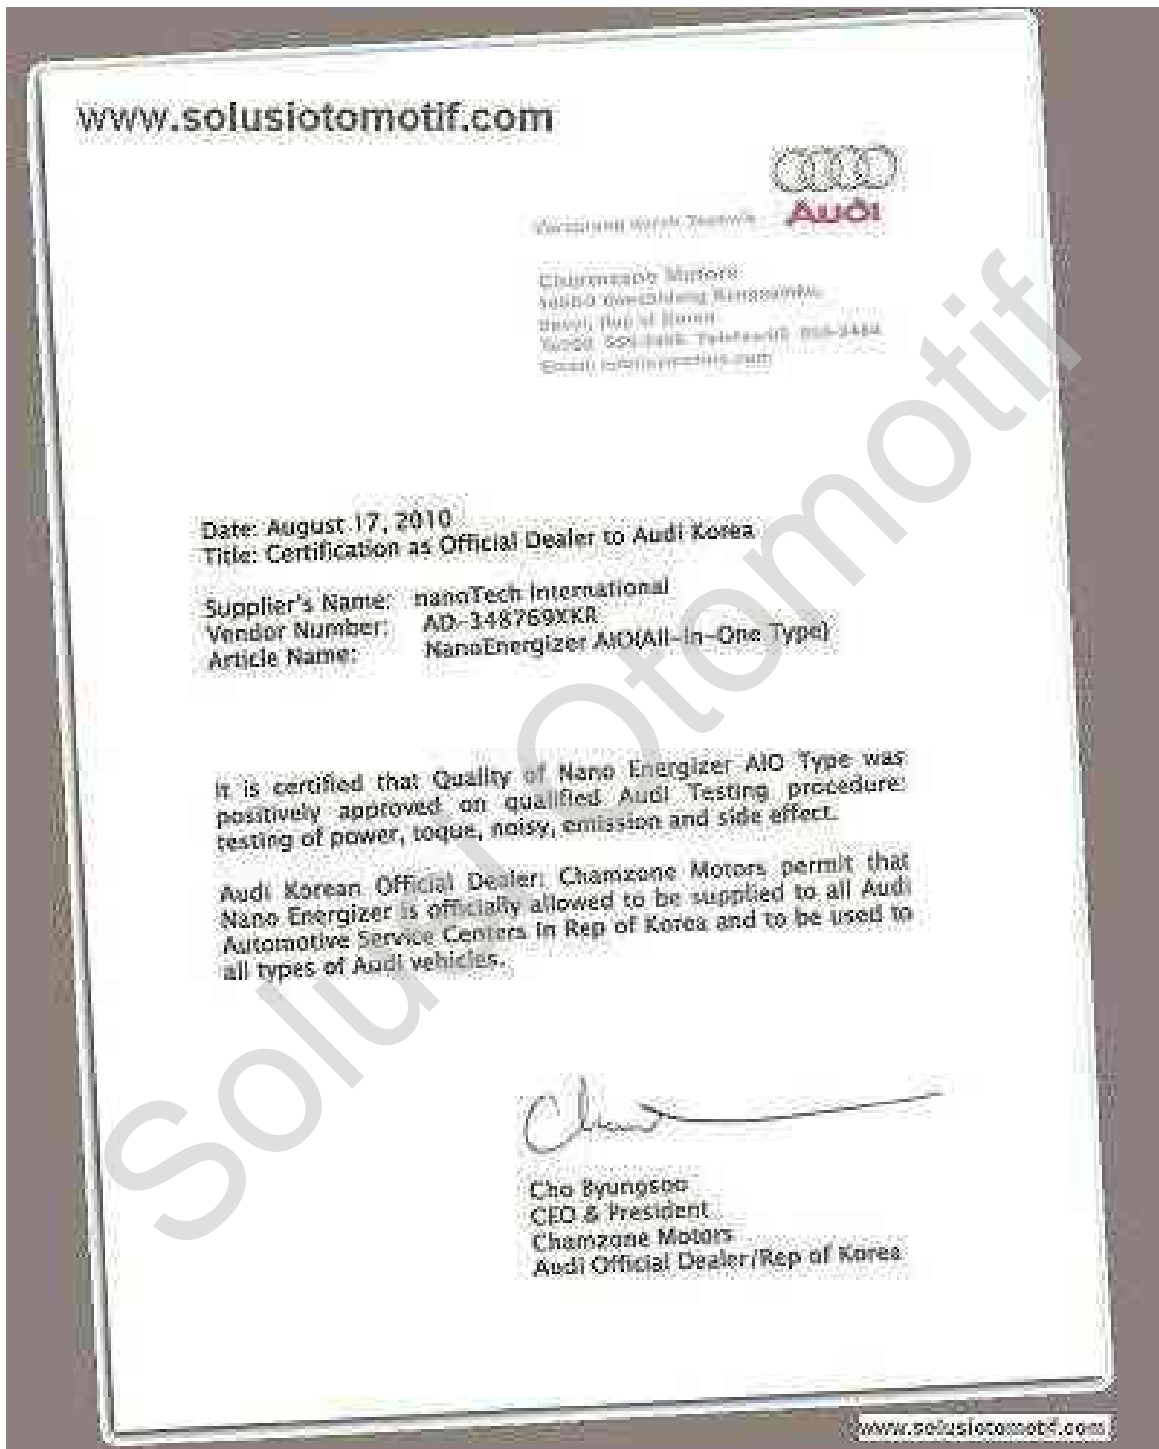 www.solusiotomotif.com
Audi
Vorsprung durch Technik
Motors
Email:
Date: August 17, 2010
Title: Certification as Official Dealer to Audi Korea
Supplier's Name: nanoTech International
Vendor Number: AD-348769XKR
Article Name: NanoEnergizer AIO(All-in-One Type)
It is certified that Quality of Nano Energizer AIO Type was
positively approved on qualified Audi Testing procedure:
testing of power, toque, noisy, emission and side effect.
Audi Korean Official Dealer: Chamzone Motors permit that
Nano Energizer is officially allowed to be supplied to all Audi
Automotive Service Centers in Rep of Korea and to be used to
all types of Audi vehicles.
Cho Byungsoo
CEO & President
Chamzone Motors
Audi Official Dealer/Rep of Korea
Solusi Otomotif
www.solusiotomotif.com